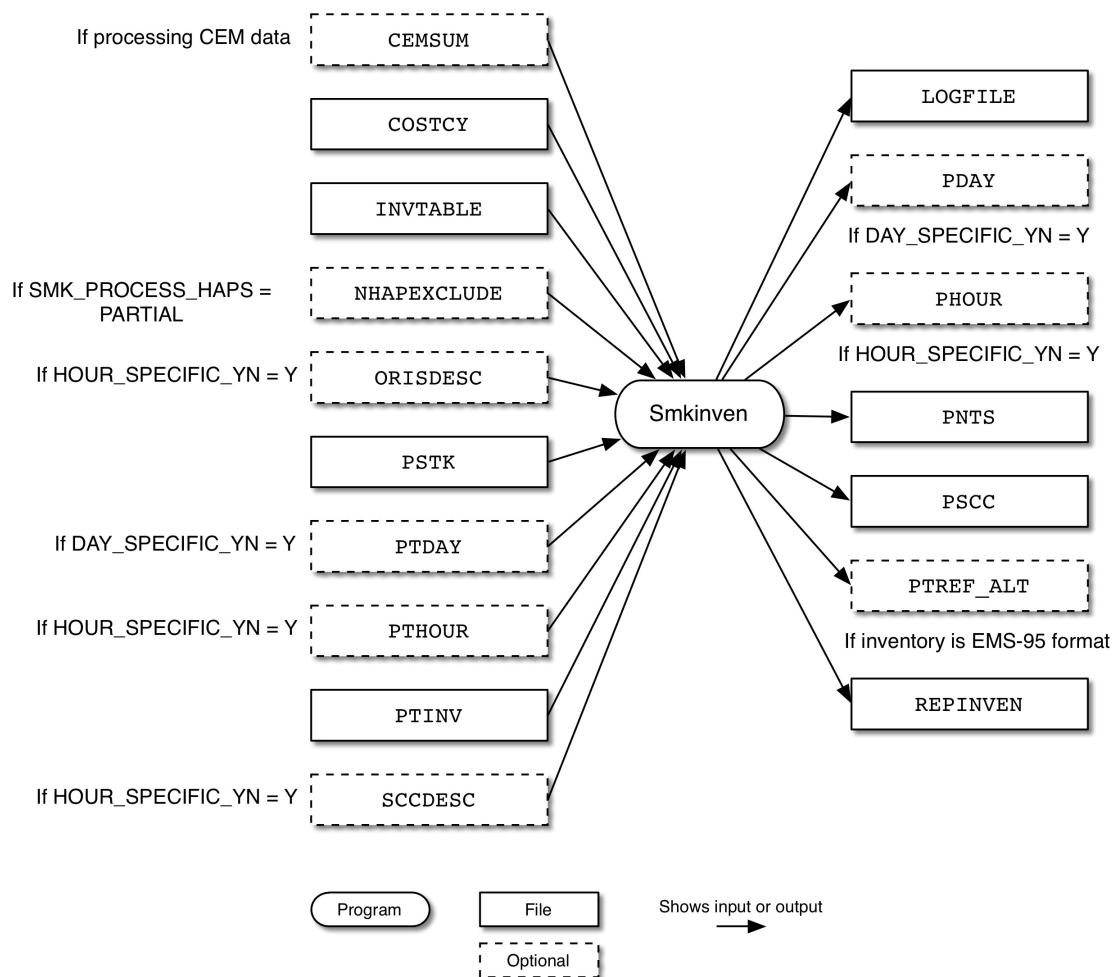 If processing CEM data
CEMSUM
COSTCY
INVTABLE
If SMK_PROCESS_HAPS =
PARTIAL
NHAPEXCLUDE
If HOUR_SPECIFIC_YN = Y
ORISDESC
PSTK
If DAY_SPECIFIC_YN = Y
PTDAY
If HOUR_SPECIFIC_YN = Y
PTHOUR
PTINV
If HOUR_SPECIFIC_YN = Y
SCCDESC
Smkinven
LOGFILE
PDAY
If DAY_SPECIFIC_YN = Y
PHOUR
If HOUR_SPECIFIC_YN = Y
PNTS
PSCC
PTREF_ALT
If inventory is EMS-95 format
REPINVEN
Program
File
Optional
Shows input or output